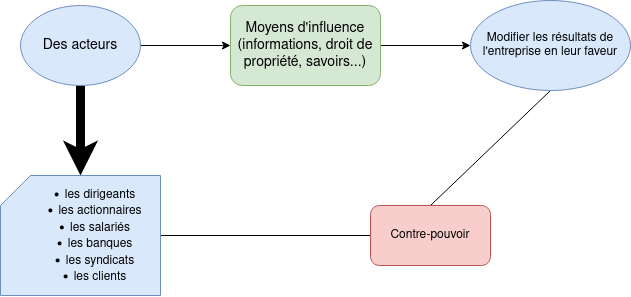 Des acteurs
Moyens d'influence
(informations, droit de
propriété, savoirs...)
Modifier les résultats de
l'entreprise en leur faveur
• les dirigeants
• les actionnaires
• les salariés
• les banques
• les syndicats
• les clients
Contre-pouvoir